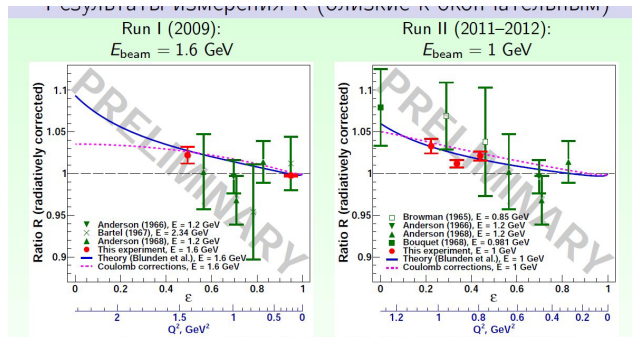 Результаты измерения R (близкие к окончательным)
Run I (2009):
E_beam = 1.6 GeV
PRELIMINARY
Ratio R (radiatively corrected)
1.1
1.05
1
0.95
0.9
▼ Anderson (1966), E = 1.2 GeV
× Bartel (1967), E = 2.34 GeV
▲ Anderson (1968), E = 1.2 GeV
● This experiment, E = 1.6 GeV
Theory (Blunden et al.), E = 1.6 GeV
Coulomb corrections, E = 1.6 GeV
0 0.2 0.4 0.6 0.8 1
ε
2 1.5 1 0.5 0
Q², GeV²
Run II (2011–2012):
E_beam = 1 GeV
PRELIMINARY
Ratio R (radiatively corrected)
1.1
1.05
1
0.95
0.9
□ Browman (1965), E = 0.85 GeV
▼ Anderson (1966), E = 1.2 GeV
▲ Anderson (1968), E = 1.2 GeV
■ Bouquet (1968), E = 0.981 GeV
● This experiment, E = 1 GeV
Theory (Blunden et al.), E = 1 GeV
Coulomb corrections, E = 1 GeV
0 0.2 0.4 0.6 0.8 1
ε
1.2 1 0.8 0.6 0.4 0.2 0
Q², GeV²